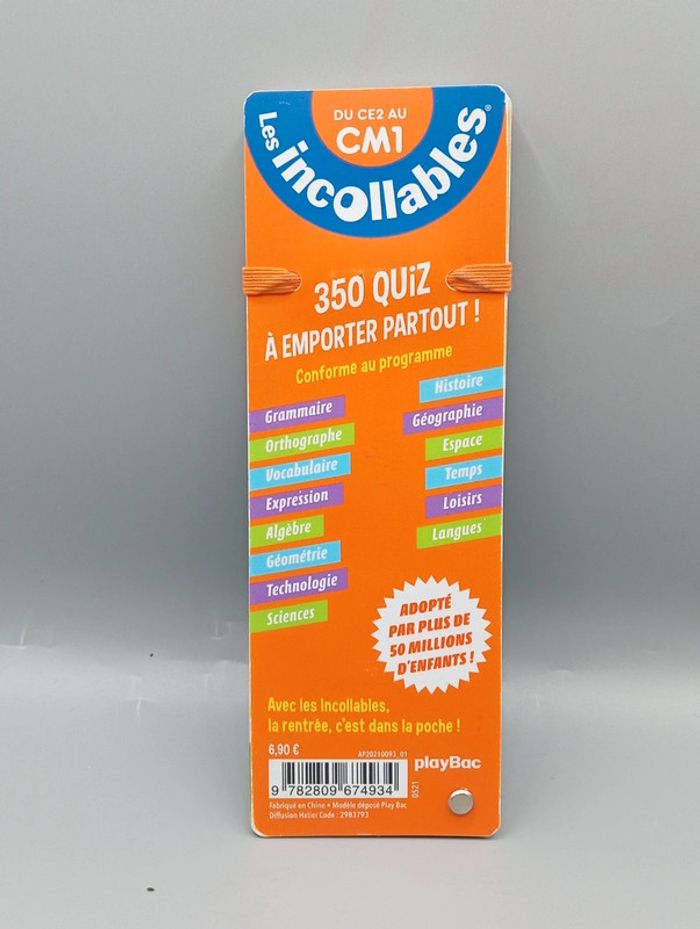 DU CE2 AU
CM1
Les incollables®
350 QUiZ
À EMPORTER PARTOUT !
Conforme au programme
Grammaire
Orthographe
Vocabulaire
Expression
Algèbre
Géométrie
Technologie
Sciences
Histoire
Géographie
Espace
Temps
Loisirs
Langues
ADOPTÉ
PAR PLUS DE
50 MILLIONS
D'ENFANTS !
Avec les Incollables,
la rentrée, c'est dans la poche !
6,90 €
AP20210093_01
playBac
9 782809 674934
0521
Fabriqué en Chine • Modèle déposé Play Bac
Diffusion Hatier Code : 2983793